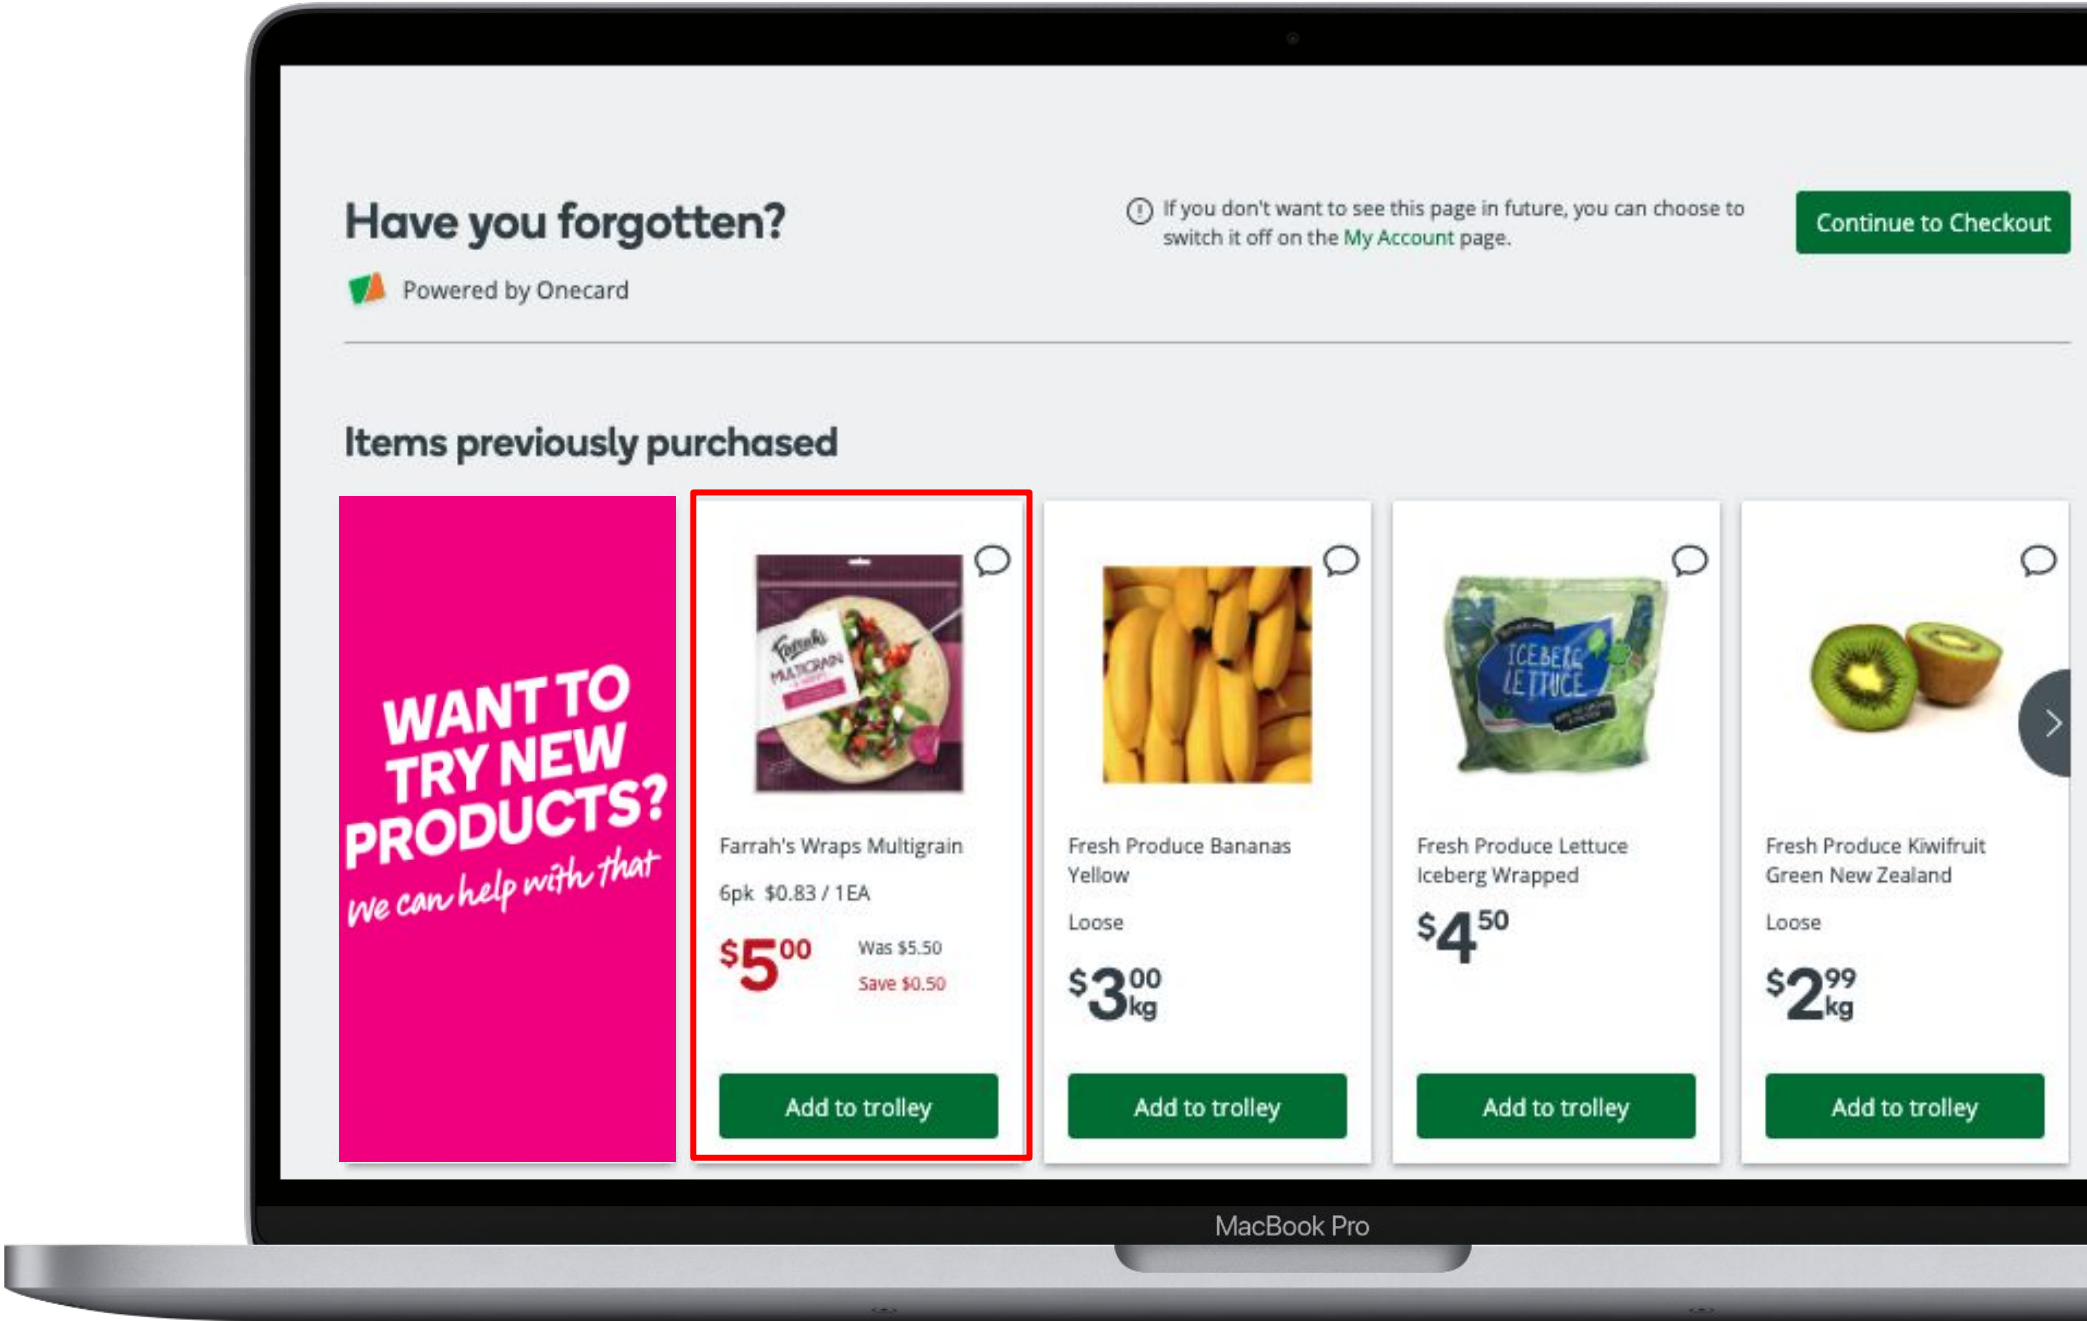 Have you forgotten?
If you don't want to see this page in future, you can choose to
switch it off on the My Account page.
Continue to Checkout
Powered by Onecard
Items previously purchased
WANT TO
TRY NEW
PRODUCTS?
we can help with that
Farrah's
MULTIGRAIN
Farrah's Wraps Multigrain
6pk $0.83 / 1EA
$5 00
Was $5.50
Save $0.50
Add to trolley
Fresh Produce Bananas
Yellow
Loose
$3 00
kg
Add to trolley
ICEBERG
LETTUCE
Fresh Produce Lettuce
Iceberg Wrapped
$4 50
Add to trolley
Fresh Produce Kiwifruit
Green New Zealand
Loose
$2 99
kg
Add to trolley
MacBook Pro